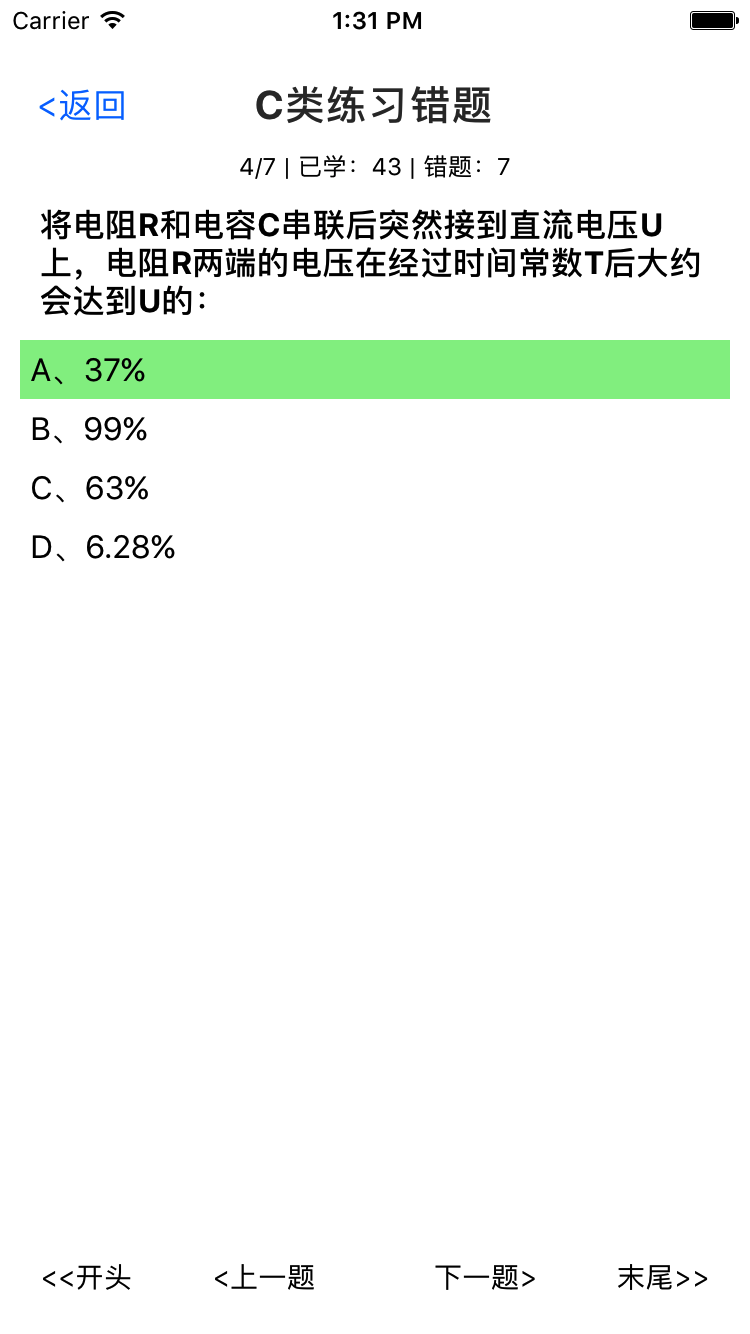 Carrier 1:31 PM
<返回 C类练习错题
4/7 | 已学：43 | 错题：7
将电阻R和电容C串联后突然接到直流电压U
上，电阻R两端的电压在经过时间常数T后大约
会达到U的：
A、37%
B、99%
C、63%
D、6.28%
<<开头 <上一题 下一题> 末尾>>